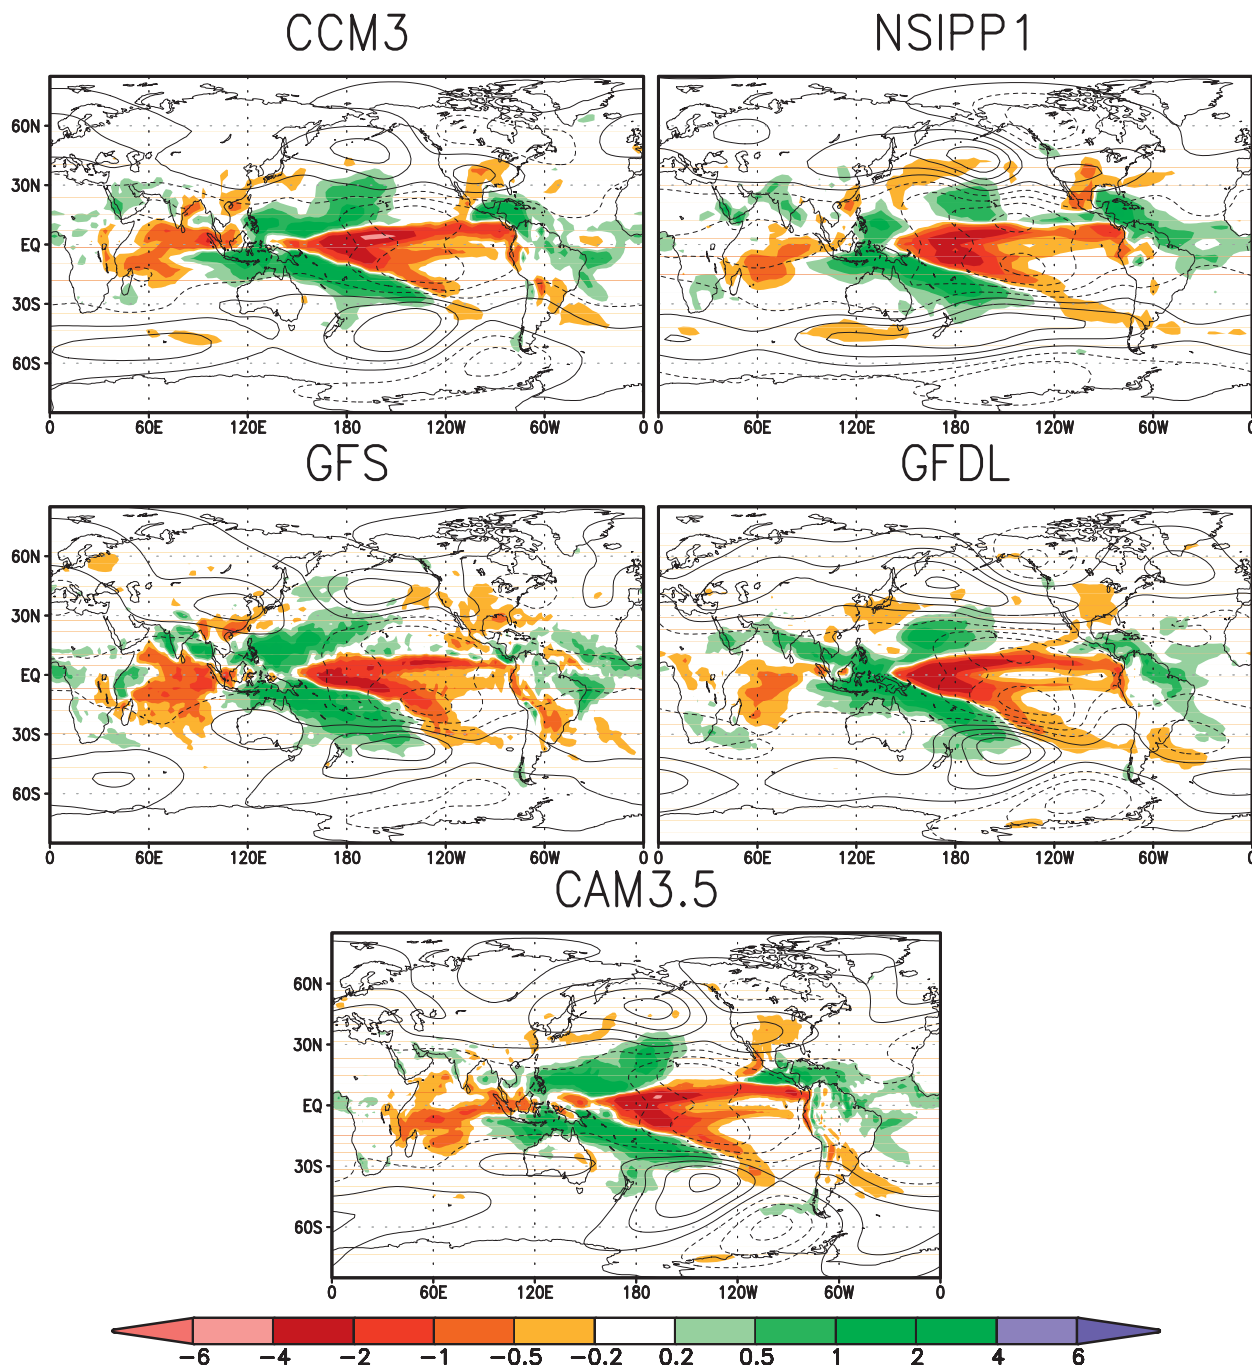 CCM3 NSIPP1
60N
30N
EQ
30S
60S
0 60E 120E 180 120W 60W 0 60E 120E 180 120W 60W 0
GFS GFDL
60N
30N
EQ
30S
60S
0 60E 120E 180 120W 60W 0 60E 120E 180 120W 60W 0
CAM3.5
60N
30N
EQ
30S
60S
0 60E 120E 180 120W 60W 0
-6 -4 -2 -1 -0.5 -0.2 0.2 0.5 1 2 4 6